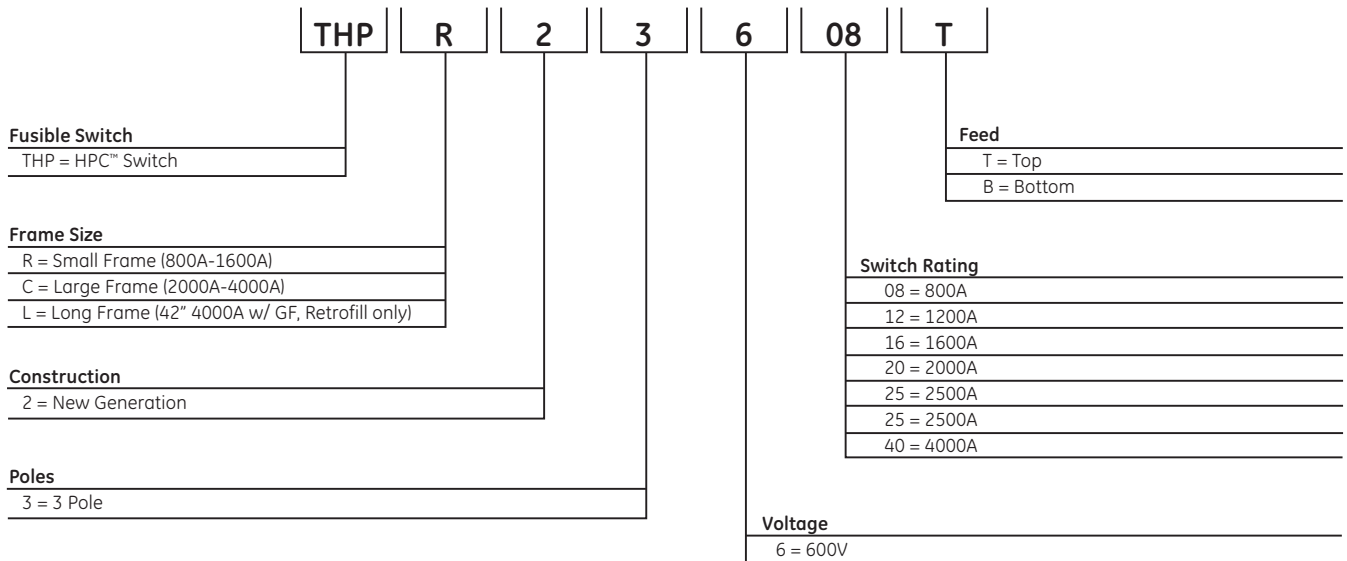 THP R 2 3 6 08 T
Fusible Switch
THP = HPC™ Switch
Frame Size
R = Small Frame (800A-1600A)
C = Large Frame (2000A-4000A)
L = Long Frame (42" 4000A w/ GF, Retrofill only)
Construction
2 = New Generation
Poles
3 = 3 Pole
Feed
T = Top
B = Bottom
Switch Rating
08 = 800A
12 = 1200A
16 = 1600A
20 = 2000A
25 = 2500A
25 = 2500A
40 = 4000A
Voltage
6 = 600V